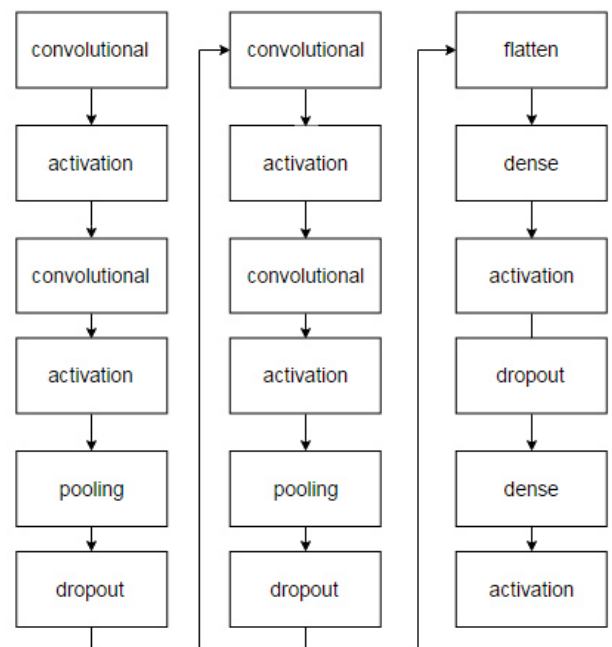 convolutional
activation
convolutional
activation
pooling
dropout
convolutional
activation
convolutional
activation
pooling
dropout
flatten
dense
activation
dropout
dense
activation